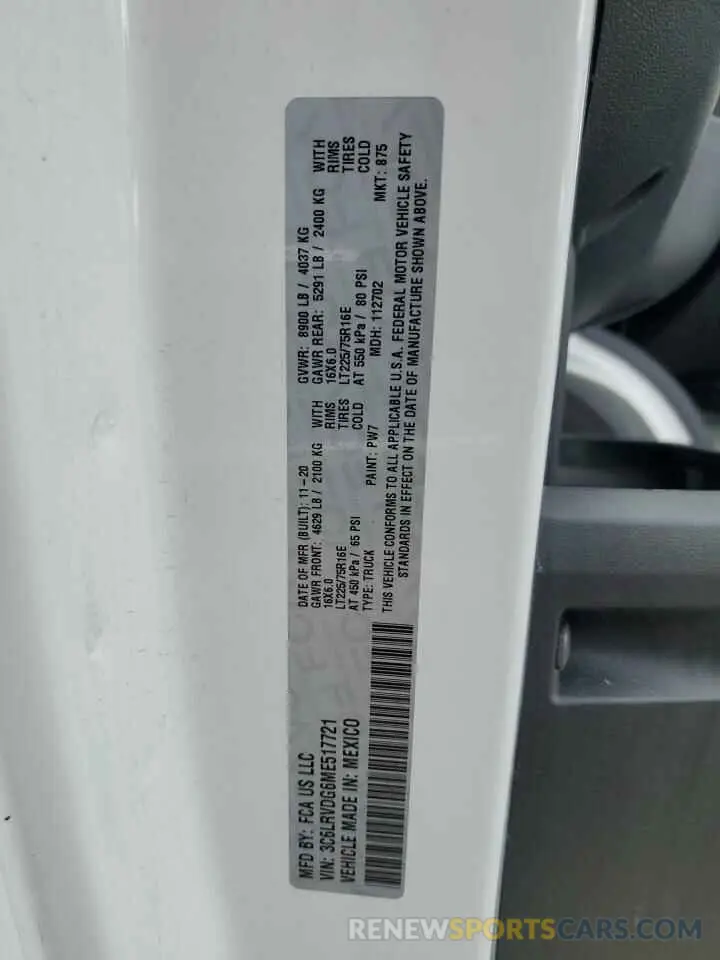 MFD BY: FCA US LLC
VIN: 3C6LRVDG6ME517721
VEHICLE MADE IN: MEXICO
DATE OF MFR (BUILT): 11-20 GVWR: 8900 LB / 4037 KG
GAWR FRONT: 4629 LB / 2100 KG WITH GAWR REAR: 5291 LB / 2400 KG WITH
16X6.0 RIMS 16X6.0 RIMS
LT225/75R16E TIRES LT225/75R16E TIRES
AT 450 kPa / 65 PSI COLD AT 550 kPa / 80 PSI COLD
TYPE: TRUCK PAINT: PW7 MDH: 112702 MKT: 875
THIS VEHICLE CONFORMS TO ALL APPLICABLE U.S.A. FEDERAL MOTOR VEHICLE SAFETY
STANDARDS IN EFFECT ON THE DATE OF MANUFACTURE SHOWN ABOVE.
RENEWSPORTCARS.COM